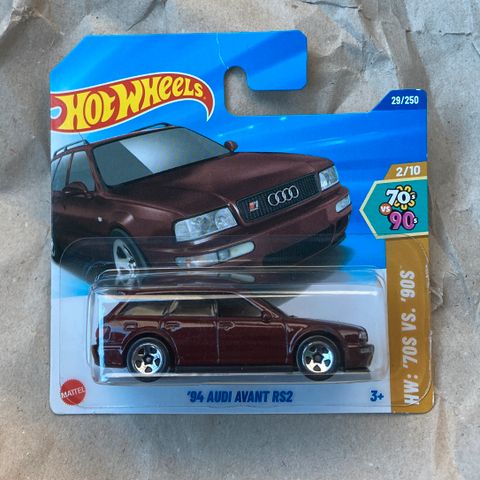 HOT WHEELS
29/250
2/10
70s
VS
90s
HW: '70S VS. '90S
'94 AUDI AVANT RS2
MATTEL
3+